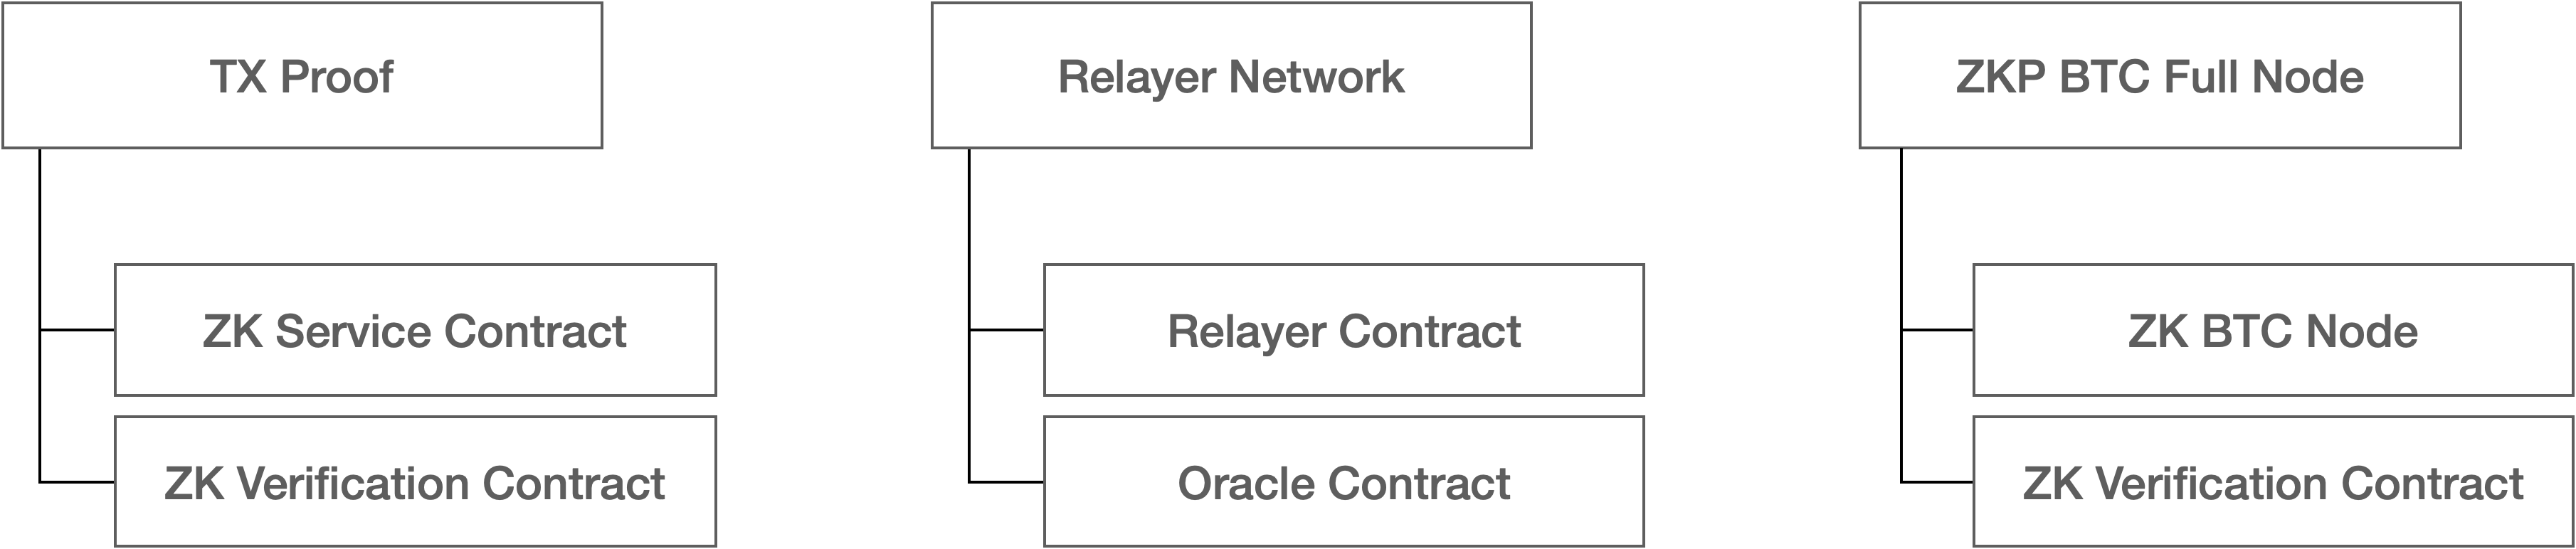 TX Proof
ZK Service Contract
ZK Verification Contract
Relayer Network
Relayer Contract
Oracle Contract
ZKP BTC Full Node
ZK BTC Node
ZK Verification Contract